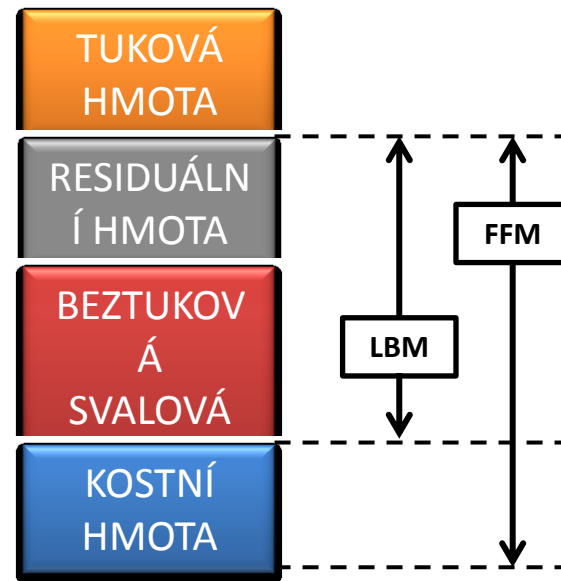 TUKOVÁ
HMOTA
RESIDUÁLN
Í HMOTA
FFM
BEZTUKOV
Á
SVALOVÁ
LBM
KOSTNÍ
HMOTA